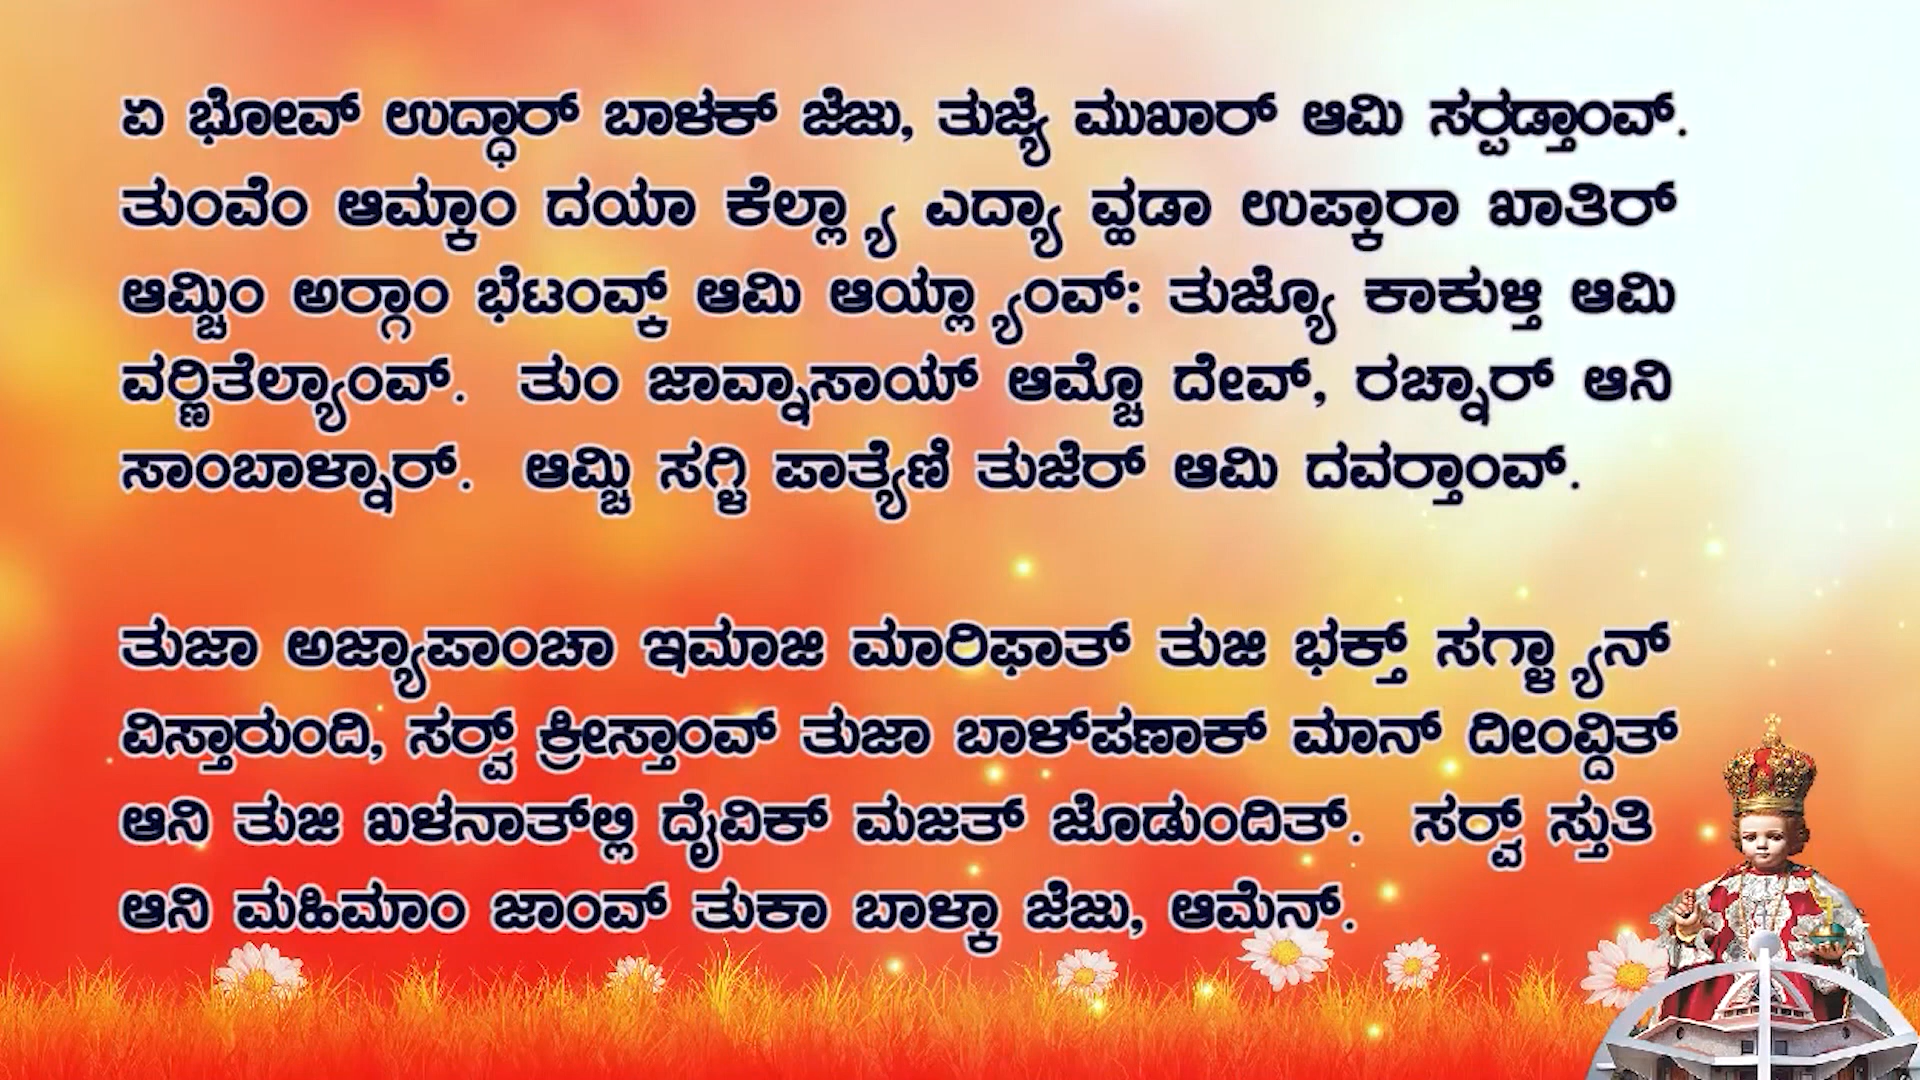 ಏ ಭೋವ್ ಉದ್ಧಾರ್ ಬಾಳಕ್ ಜೆಜು, ತುಜ್ಯೆ ಮುಖಾರ್ ಆಮಿ ಸರ‍್ಪಡ್ತಾಂವ್.
ತುಂವೆಂ ಆಮ್ಕಾಂ ದಯಾ ಕೆಲ್ಲ್ಯಾ ಎದ್ಯಾ ವ್ಹಡಾ ಉಪ್ಕಾರಾ ಖಾತಿರ್
ಆಮ್ಚಿಂ ಅರ‍್ಗಾಂ ಭೆಟಂವ್ಕ್ ಆಮಿ ಆಯ್ಲ್ಯಾಂವ್: ತುಜ್ಯೊ ಕಾಕುಳ್ತಿ ಆಮಿ
ವರ‍್ಣಿತೆಲ್ಯಾಂವ್. ತುಂ ಜಾವ್ನಾಸಾಯ್ ಆಮ್ಚೊ ದೇವ್, ರಚ್ನಾರ್ ಆನಿ
ಸಾಂಬಾಳ್ನಾರ್. ಆಮ್ಚಿ ಸಗ್ಳಿ ಪಾತ್ಯೆಣಿ ತುಜೆರ್ ಆಮಿ ದವರ‍್ತಾಂವ್.
ತುಜಾ ಅಜ್ಯಾಪಾಂಚಾ ಇಮಾಜಿ ಮಾರಿಫಾತ್ ತುಜಿ ಭಕ್ತ್ ಸಗ್ಳ್ಯಾನ್
ವಿಸ್ತಾರುಂದಿ, ಸರ‍್ವ್ ಕ್ರೀಸ್ತಾಂವ್ ತುಜಾ ಬಾಳ್‌ಪಣಾಕ್ ಮಾನ್ ದೀಂವ್ದಿತ್
ಆನಿ ತುಜಿ ಖಳನಾತ್‌ಲ್ಲಿ ದೈವಿಕ್ ಮಜತ್ ಜೊಡುಂದಿತ್. ಸರ‍್ವ್ ಸ್ತುತಿ
ಆನಿ ಮಹಿಮಾಂ ಜಾಂವ್ ತುಕಾ ಬಾಳ್ಕಾ ಜೆಜು, ಆಮೆನ್.